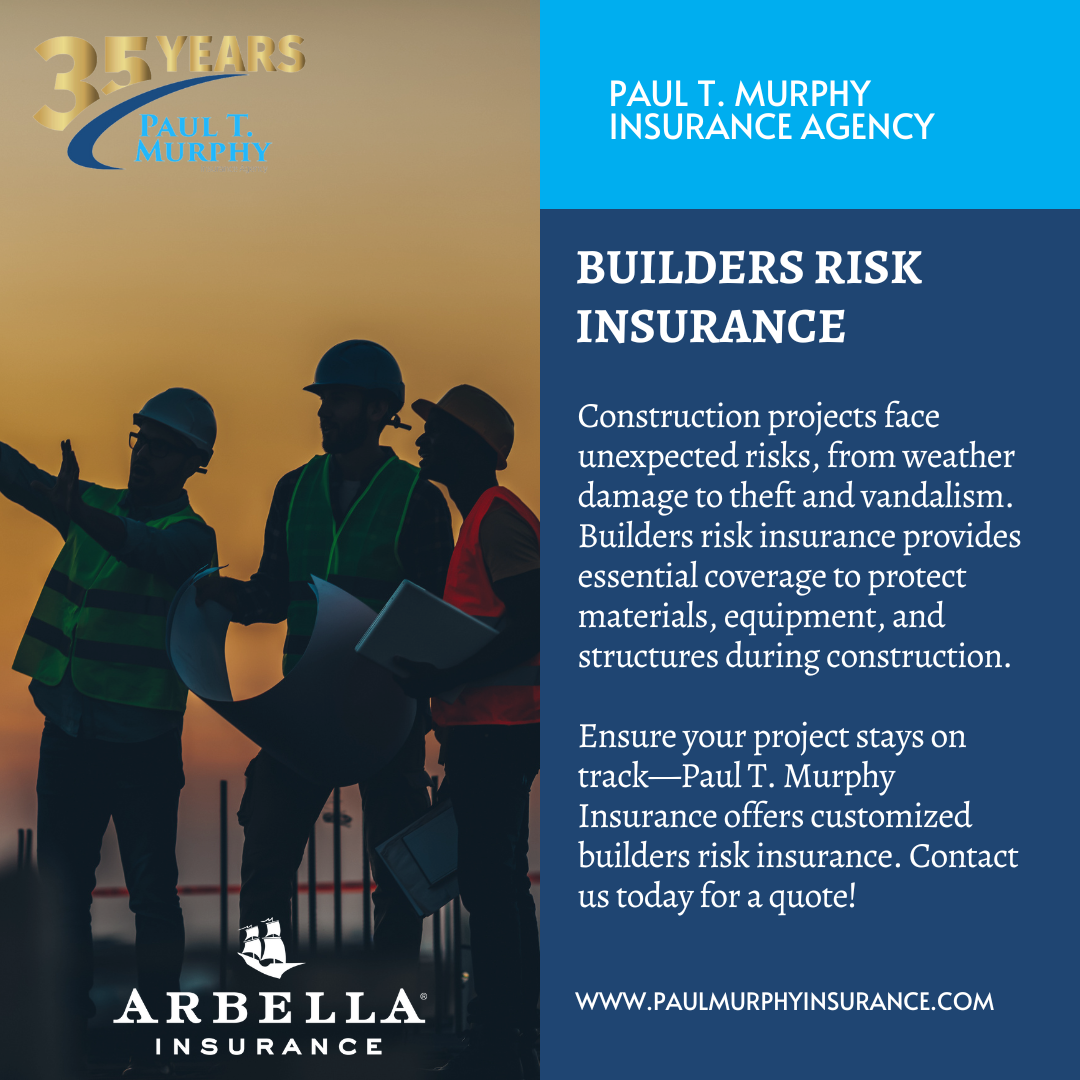 35 YEARS
PAUL T.
MURPHY
PAUL T. MURPHY
INSURANCE AGENCY
BUILDERS RISK
INSURANCE
Construction projects face
unexpected risks, from weather
damage to theft and vandalism.
Builders risk insurance provides
essential coverage to protect
materials, equipment, and
structures during construction.
Ensure your project stays on
track—Paul T. Murphy
Insurance offers customized
builders risk insurance. Contact
us today for a quote!
WWW.PAULMURPHYINSURANCE.COM
ARBELLA®
INSURANCE